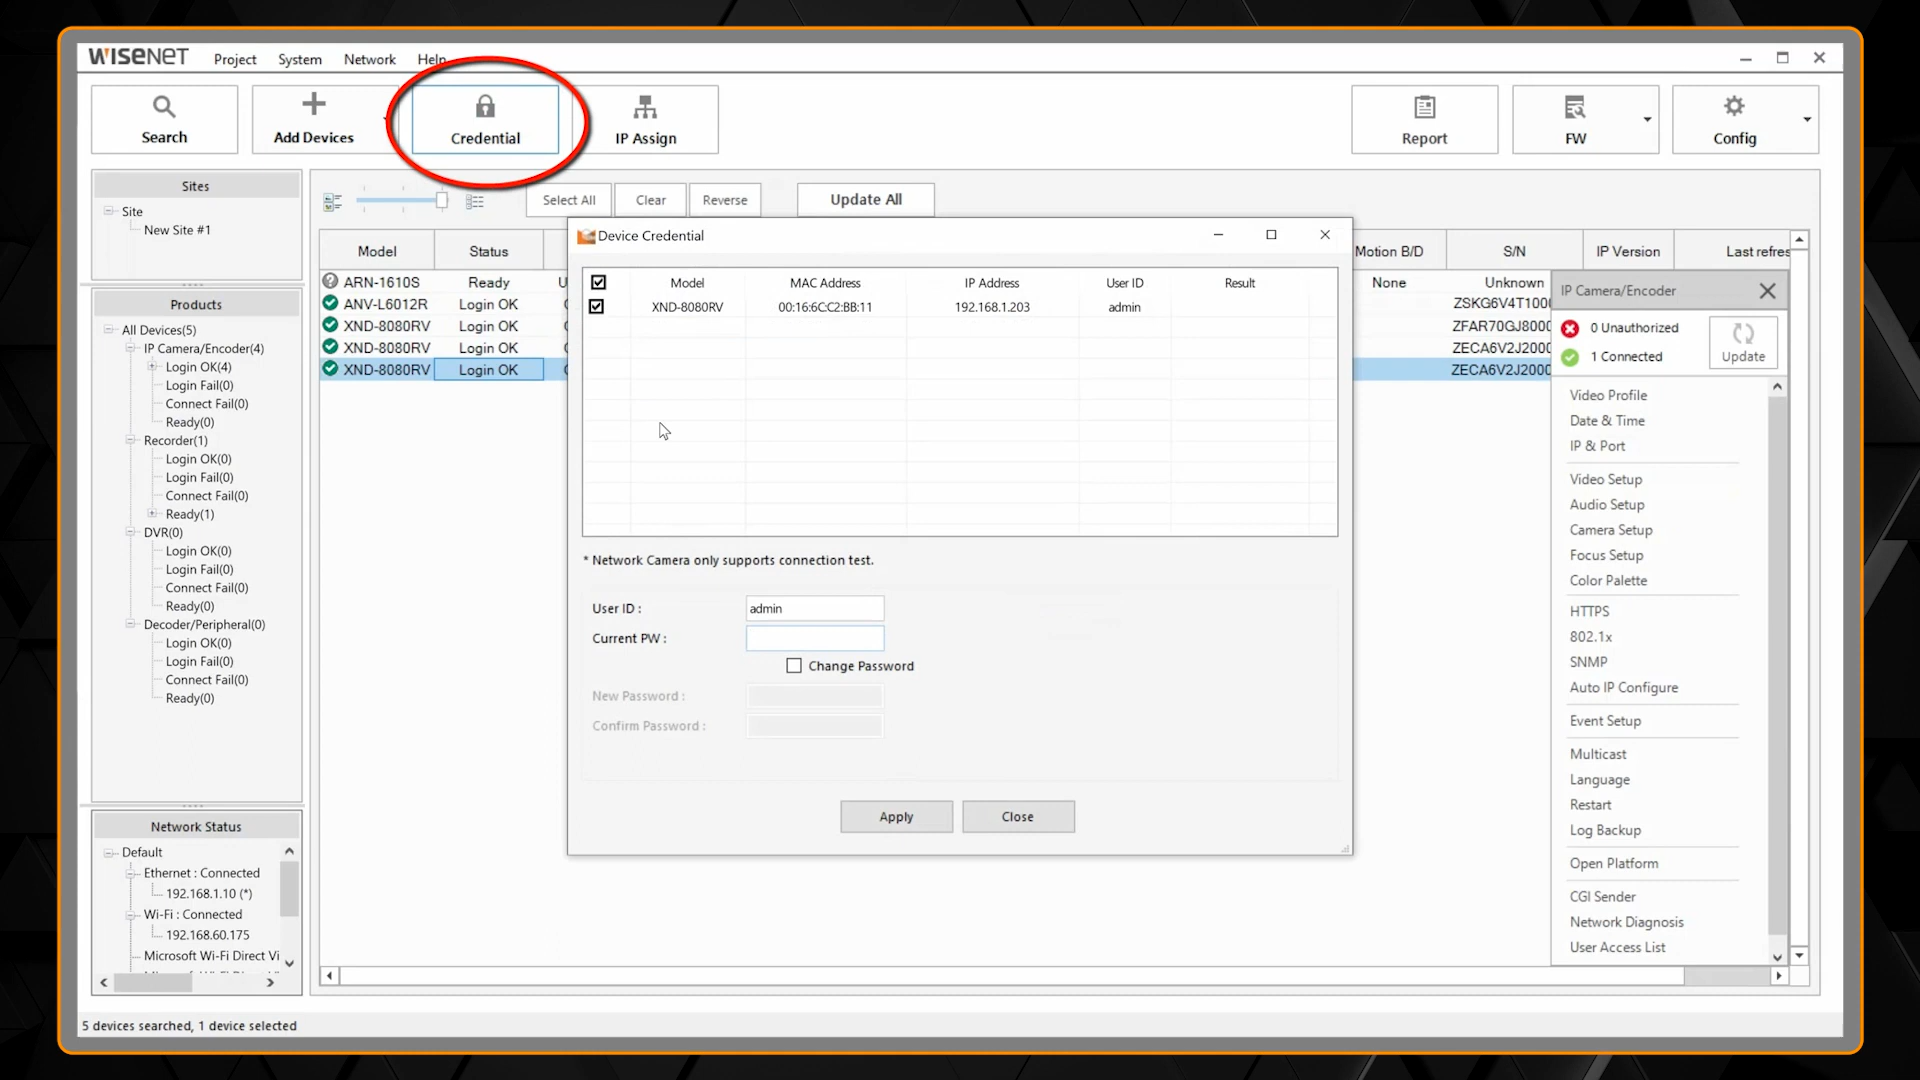 WISENET Project System Network Help
Search
Add Devices
Credential
IP Assign
Report
FW
Config
Sites
Site
New Site #1
Products
All Devices(5)
IP Camera/Encoder(4)
Login OK(4)
Login Fail(0)
Connect Fail(0)
Ready(0)
Recorder(1)
Login OK(0)
Login Fail(0)
Connect Fail(0)
Ready(1)
DVR(0)
Login OK(0)
Login Fail(0)
Connect Fail(0)
Ready(0)
Decoder/Peripheral(0)
Login OK(0)
Login Fail(0)
Connect Fail(0)
Ready(0)
Network Status
Default
Ethernet : Connected
192.168.1.10 (*)
Wi-Fi : Connected
192.168.60.175
Microsoft Wi-Fi Direct Vi
Select All Clear Reverse Update All
Model Status Motion B/D S/N IP Version Last refres
ARN-1610S Ready U None Unknown
ANV-L6012R Login OK ZSKG6V4T100
XND-8080RV Login OK ZFAR70GJ8000
XND-8080RV Login OK ZECA6V2J2000
XND-8080RV Login OK ZECA6V2J2000
Device Credential
Model MAC Address IP Address User ID Result
XND-8080RV 00:16:6C:C2:BB:11 192.168.1.203 admin
* Network Camera only supports connection test.
User ID : admin
Current PW :
Change Password
New Password :
Confirm Password :
Apply Close
IP Camera/Encoder
0 Unauthorized
1 Connected
Update
Video Profile
Date & Time
IP & Port
Video Setup
Audio Setup
Camera Setup
Focus Setup
Color Palette
HTTPS
802.1x
SNMP
Auto IP Configure
Event Setup
Multicast
Language
Restart
Log Backup
Open Platform
CGI Sender
Network Diagnosis
User Access List
5 devices searched, 1 device selected